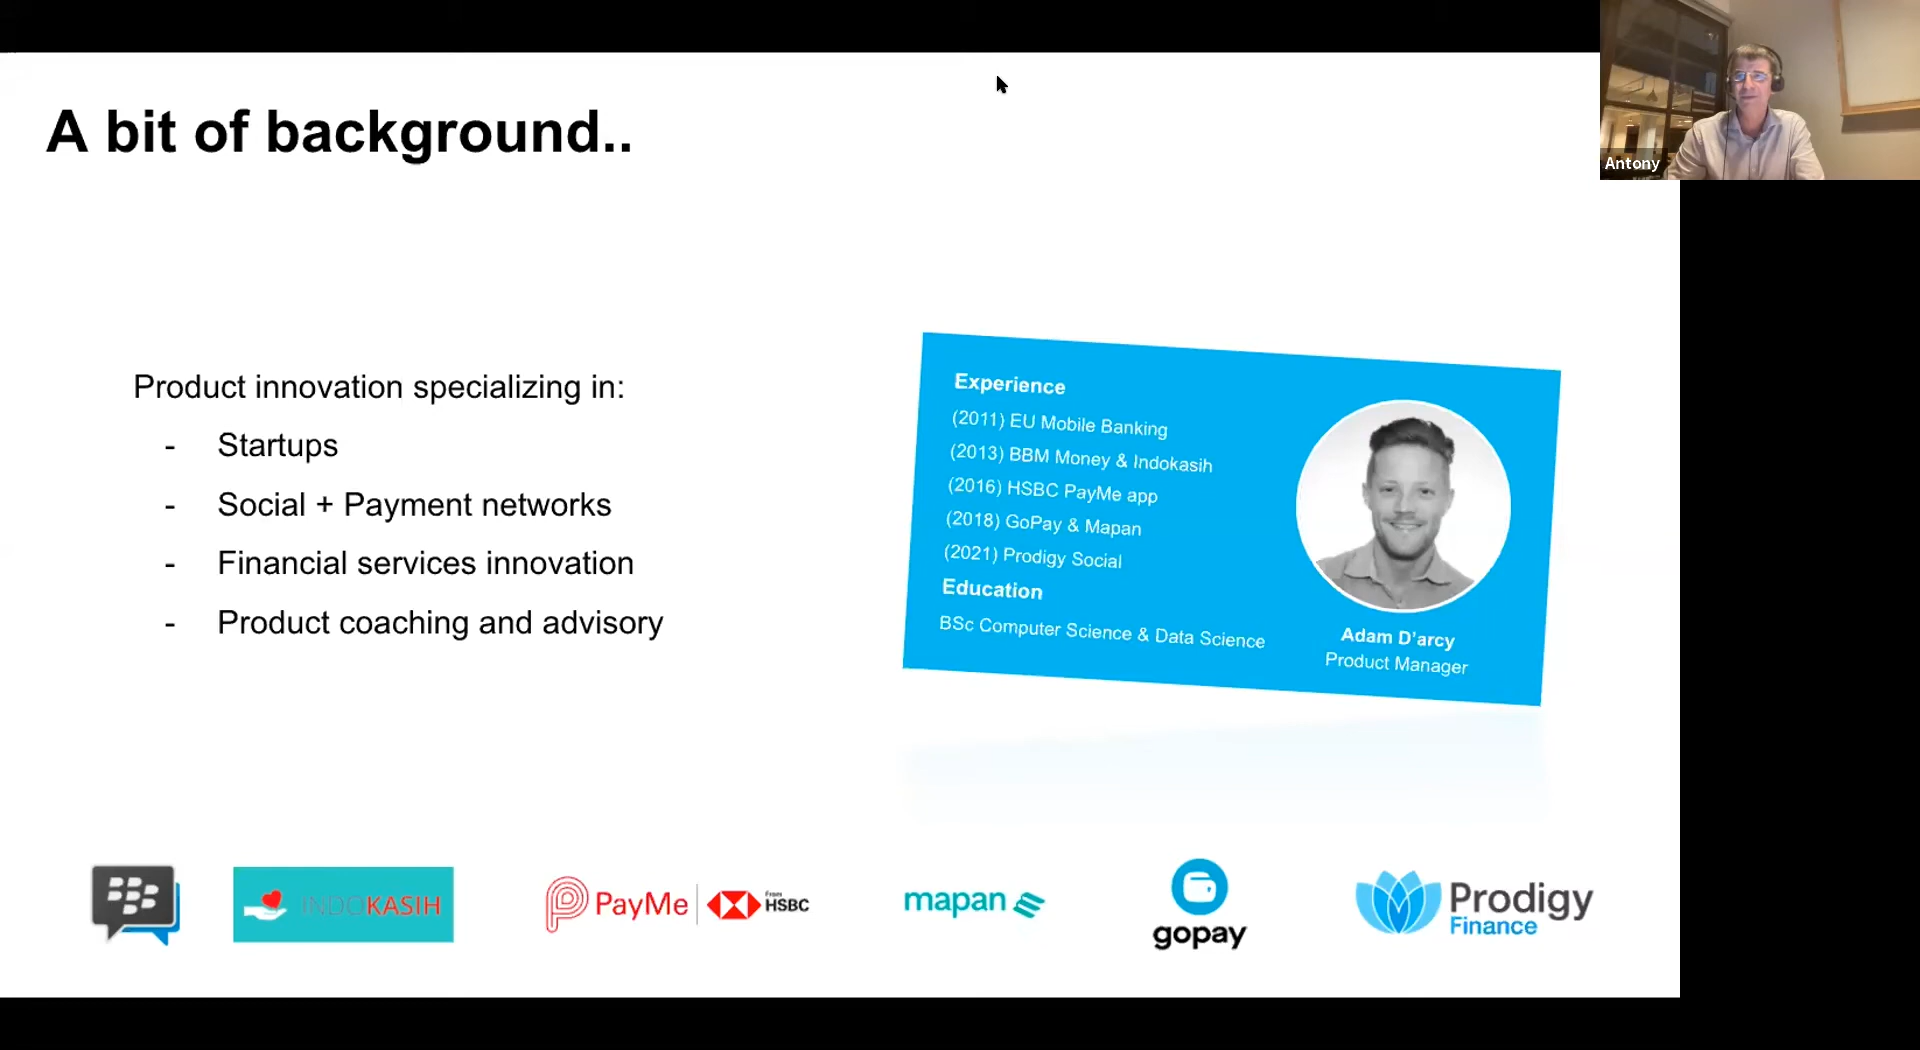 A bit of background..
Antony
Product innovation specializing in:
- Startups
- Social + Payment networks
- Financial services innovation
- Product coaching and advisory
Experience
(2011) EU Mobile Banking
(2013) BBM Money & Indokasih
(2016) HSBC PayMe app
(2018) GoPay & Mapan
(2021) Prodigy Social
Education
BSc Computer Science & Data Science
Adam D'arcy
Product Manager
INDOKASIH
PayMe
From
HSBC
mapan
gopay
Prodigy
Finance